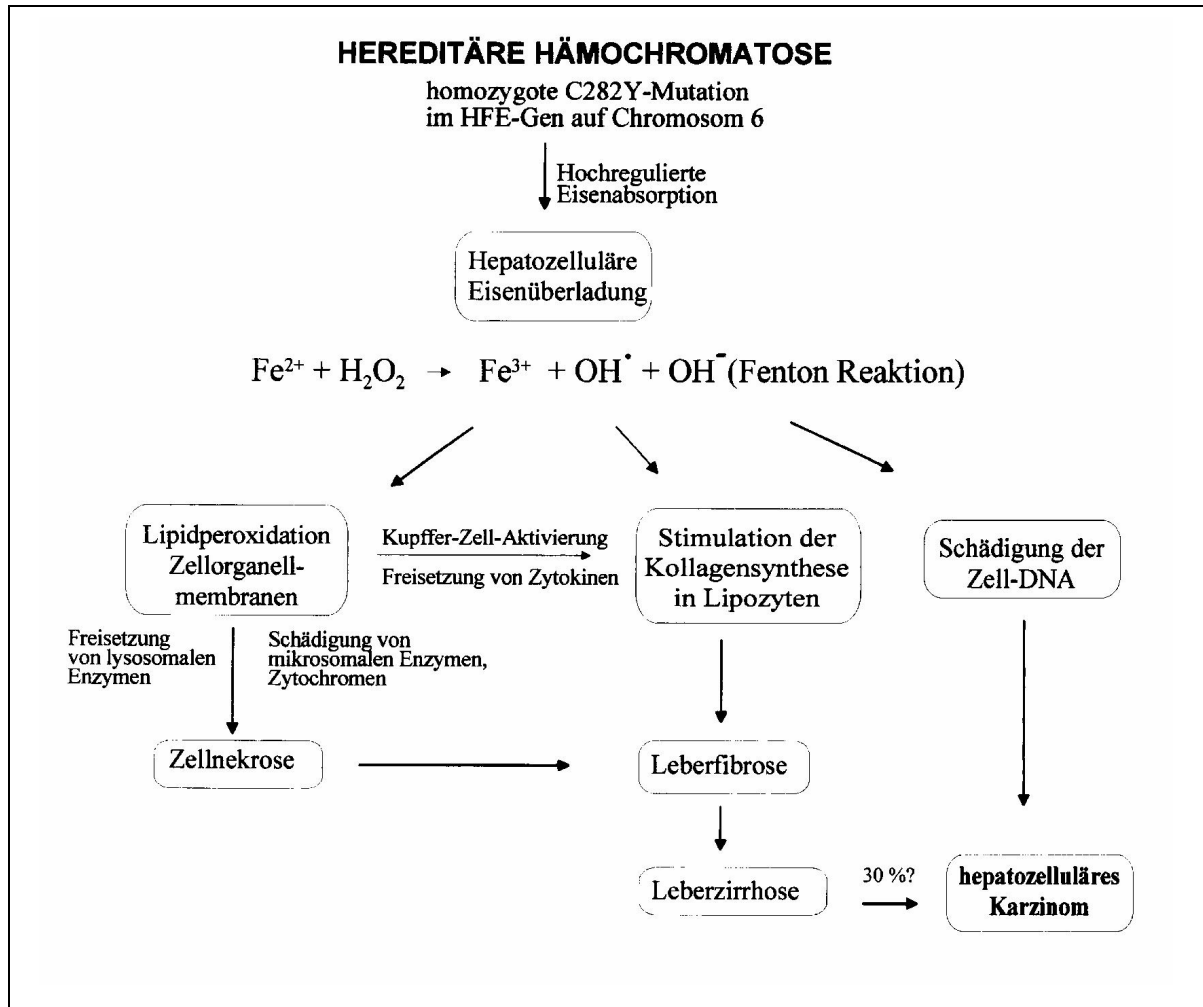 HEREDITÄRE HÄMOCHROMATOSE
homozygote C282Y-Mutation
im HFE-Gen auf Chromosom 6
Hochregulierte
Eisenabsorption
Hepatozelluläre
Eisenüberladung
Fe²⁺ + H₂O₂ → Fe³⁺ + OH˙ + OH⁻ (Fenton Reaktion)
Lipidperoxidation
Zellorganell-
membranen
Kupffer-Zell-Aktivierung
Freisetzung von Zytokinen
Stimulation der
Kollagensynthese
in Lipozyten
Schädigung der
Zell-DNA
Freisetzung
von lysosomalen
Enzymen
Schädigung von
mikrosomalen Enzymen,
Zytochromen
Zellnekrose
Leberfibrose
Leberzirrhose
30 %?
hepatozelluläres
Karzinom